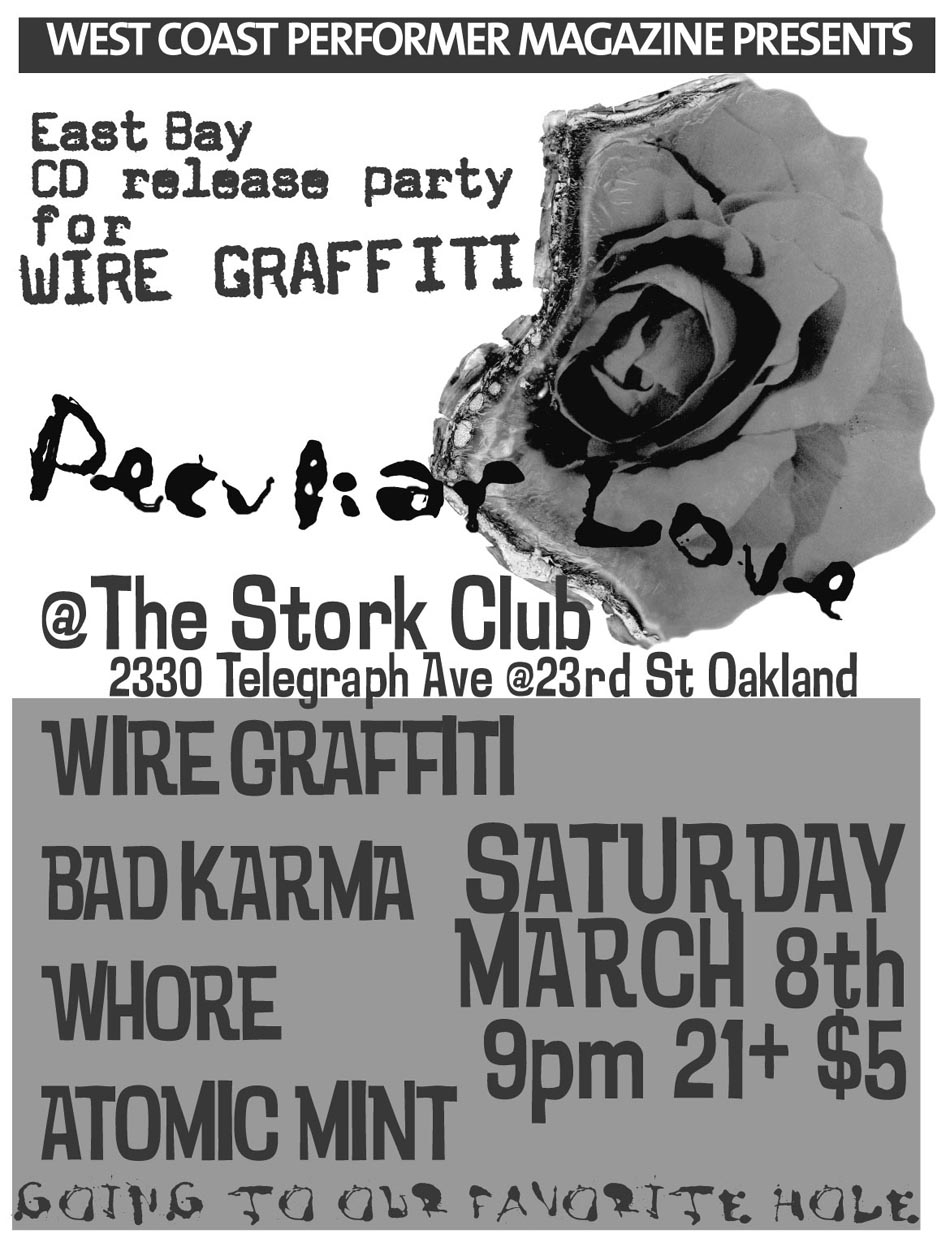 WEST COAST PERFORMER MAGAZINE PRESENTS
East Bay
CD release party
for
WIRE GRAFFITI
Peculiar Love
@The Stork Club
2330 Telegraph Ave @23rd St Oakland
WIRE GRAFFITI
BAD KARMA
WHORE
ATOMIC MINT
SATURDAY
MARCH 8th
9pm 21+ $5
GOING TO OUR FAVORITE HOLE